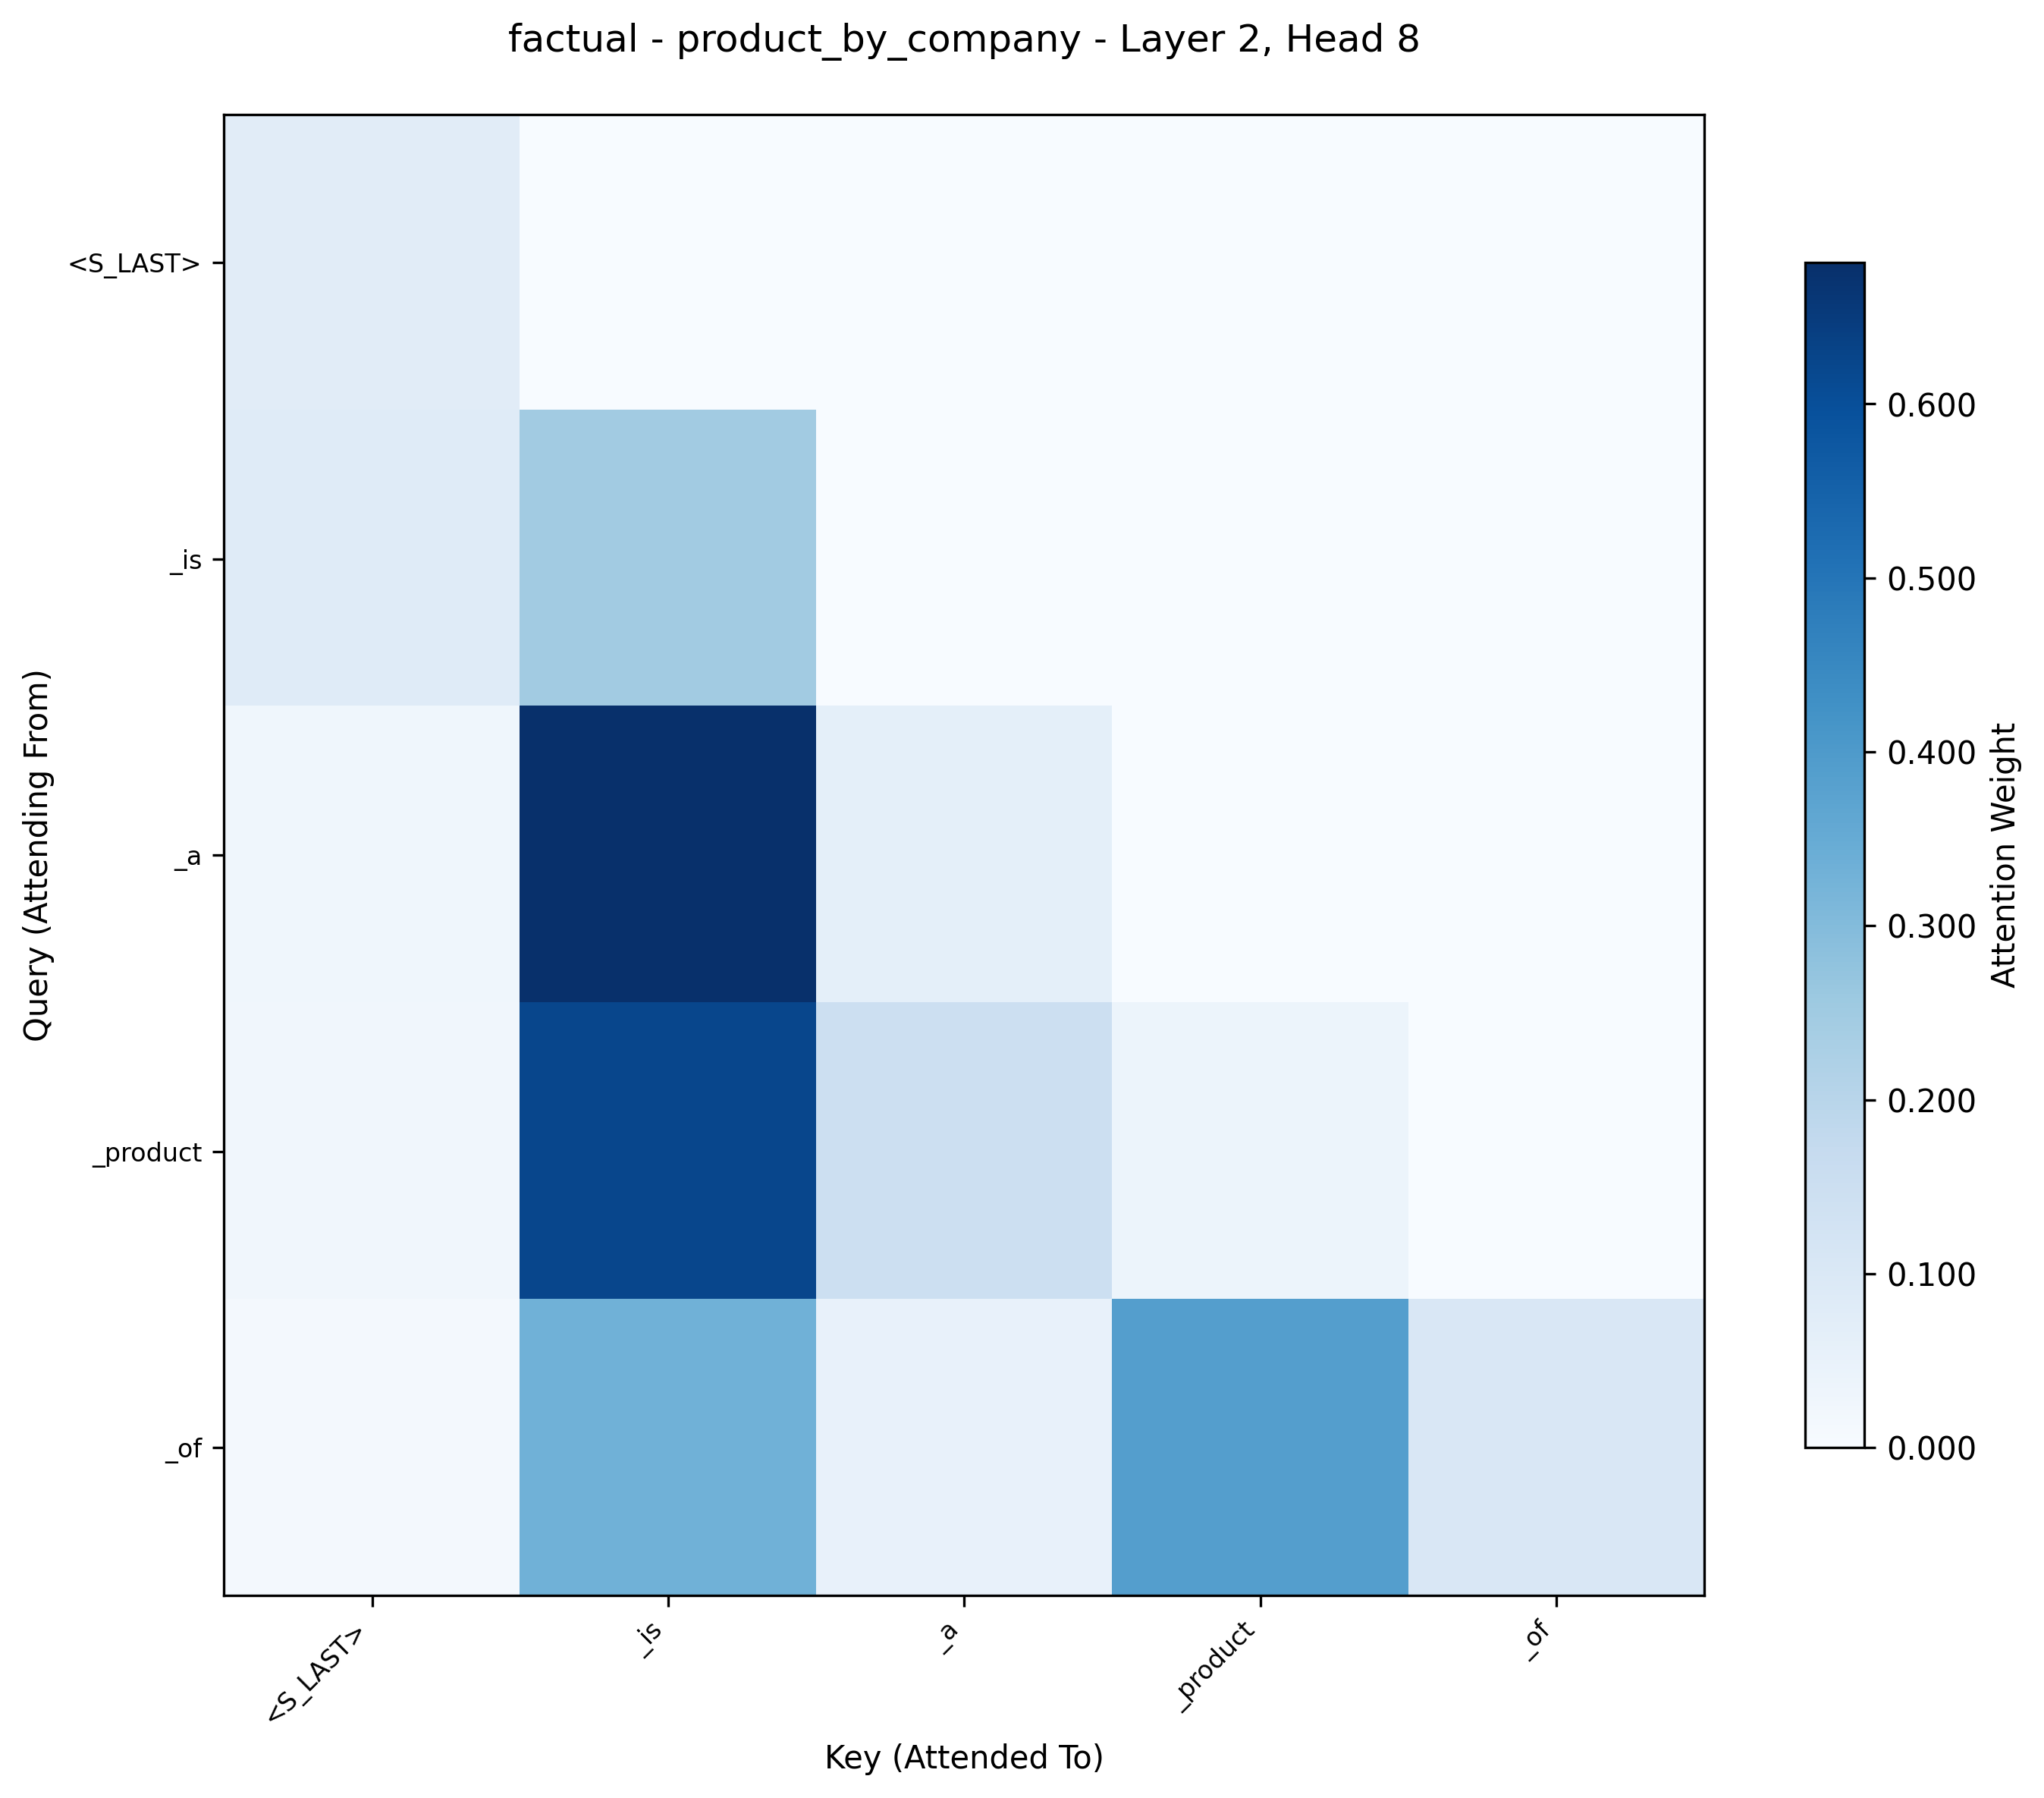 factual - product_by_company - Layer 2, Head 8
Query (Attending From)
<S_LAST>
_is
_a
_product
_of
<S_LAST>
_is
_a
_product
_of
Key (Attended To)
0.600
0.500
0.400
0.300
0.200
0.100
0.000
Attention Weight